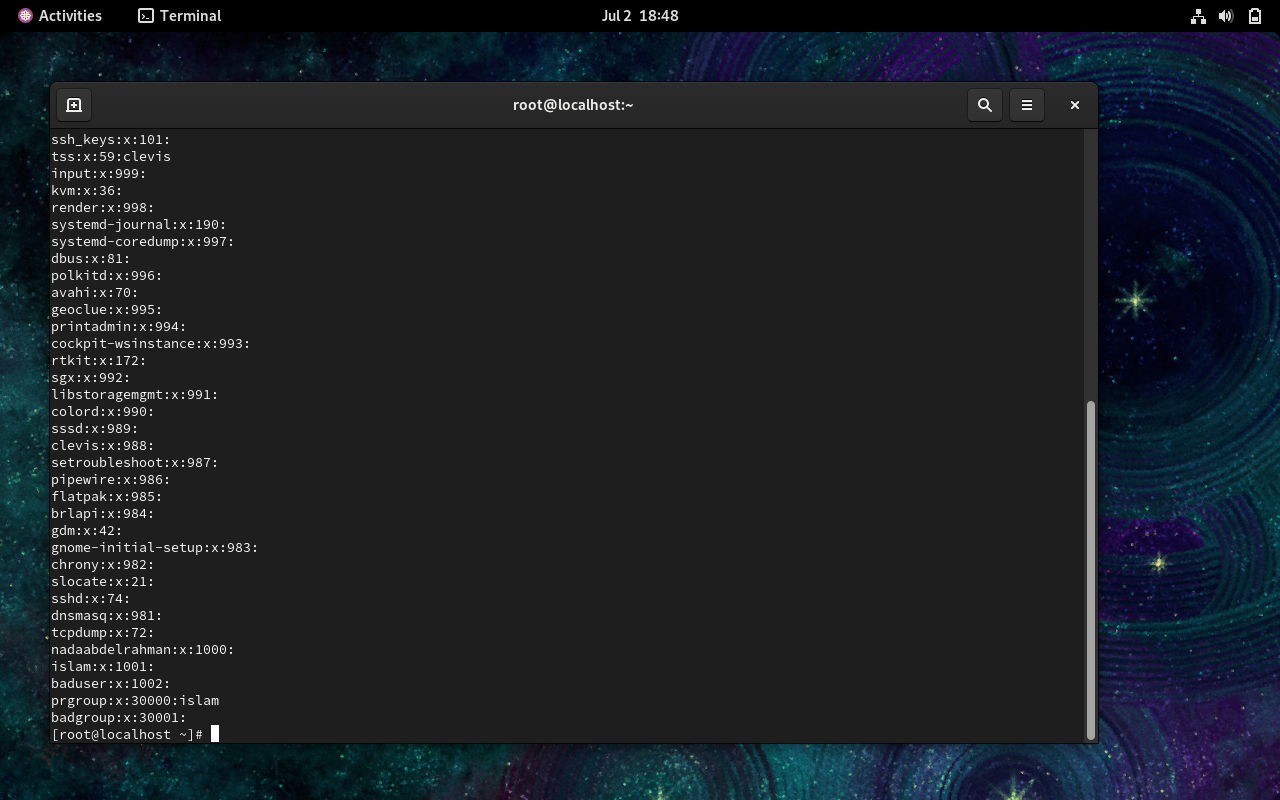 Activities
Terminal
Jul 2 18:48
root@localhost:~
ssh_keys:x:101:
tss:x:59:clevis
input:x:999:
kvm:x:36:
render:x:998:
systemd-journal:x:190:
systemd-coredump:x:997:
dbus:x:81:
polkitd:x:996:
avahi:x:70:
geoclue:x:995:
printadmin:x:994:
cockpit-wsinstance:x:993:
rtkit:x:172:
sgx:x:992:
libstoragemgmt:x:991:
colord:x:990:
sssd:x:989:
clevis:x:988:
setroubleshoot:x:987:
pipewire:x:986:
flatpak:x:985:
brlapi:x:984:
gdm:x:42:
gnome-initial-setup:x:983:
chrony:x:982:
slocate:x:21:
sshd:x:74:
dnsmasq:x:981:
tcpdump:x:72:
nadaabdelrahman:x:1000:
islam:x:1001:
baduser:x:1002:
prgroup:x:30000:islam
badgroup:x:30001:
[root@localhost ~]#